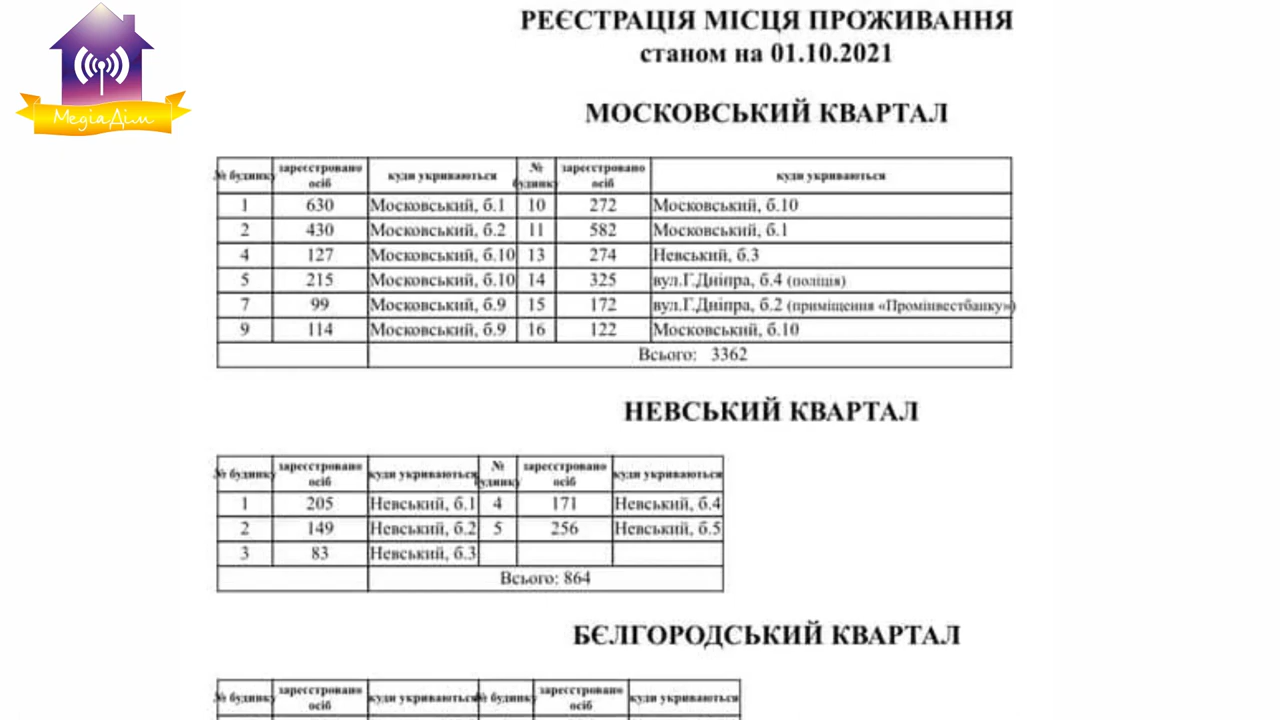 МедіаДім
РЕЄСТРАЦІЯ МІСЦЯ ПРОЖИВАННЯ
станом на 01.10.2021
МОСКОВСЬКИЙ КВАРТАЛ
№ будинку зареєстровано осіб куди укриваються № будинку зареєстровано осіб куди укриваються
1 630 Московський, б.1 10 272 Московський, б.10
2 430 Московський, б.2 11 582 Московський, б.1
4 127 Московський, б.10 13 274 Невський, б.3
5 215 Московський, б.10 14 325 вул.Г.Дніпра, б.4 (поліція)
7 99 Московський, б.9 15 172 вул.Г.Дніпра, б.2 (приміщення «Промінвестбанку»)
9 114 Московський, б.9 16 122 Московський, б.10
Всього: 3362
НЕВСЬКИЙ КВАРТАЛ
№ будинку зареєстровано осіб куди укриваються № будинку зареєстровано осіб куди укриваються
1 205 Невський, б.1 4 171 Невський, б.4
2 149 Невський, б.2 5 256 Невський, б.5
3 83 Невський, б.3
Всього: 864
БЄЛГОРОДСЬКИЙ КВАРТАЛ
№ будинку зареєстровано осіб куди укриваються № будинку зареєстровано осіб куди укриваються